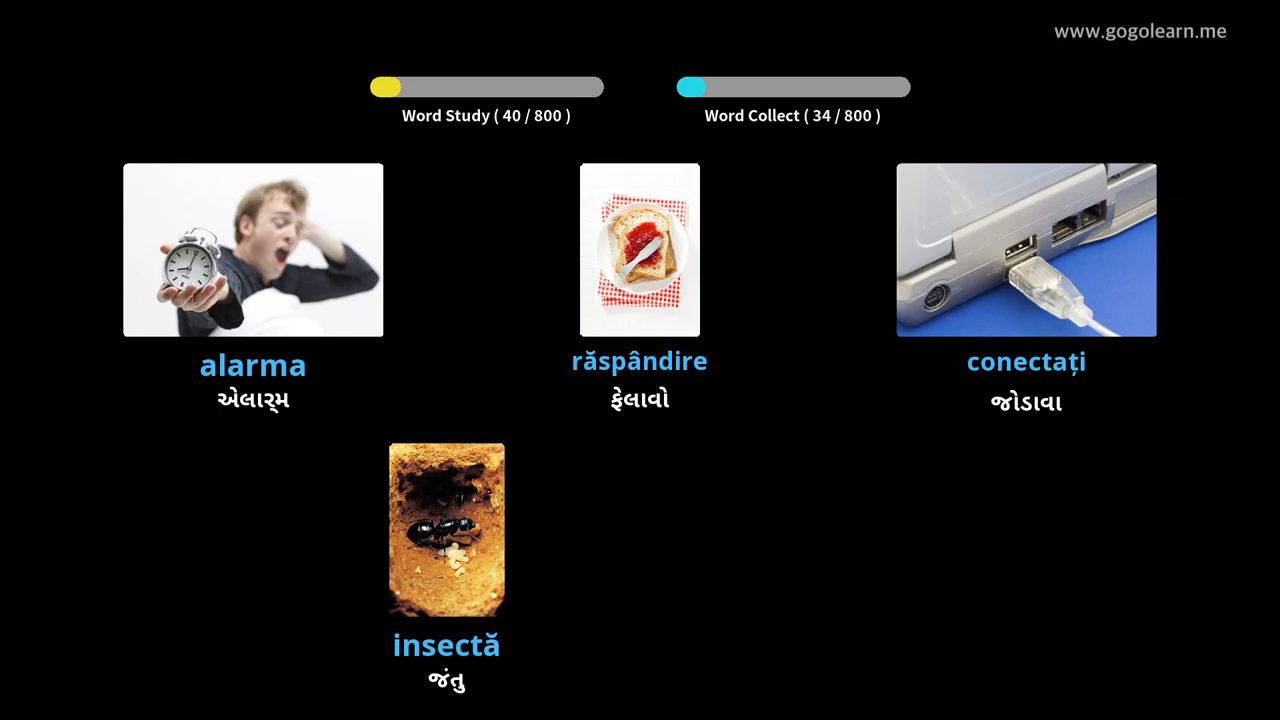 www.gogolearn.me
Word Study ( 40 / 800 )
Word Collect ( 34 / 800 )
alarma
એલાર્મ
răspândire
ફેલાવો
conectați
જોડાવા
insectă
જંતુ